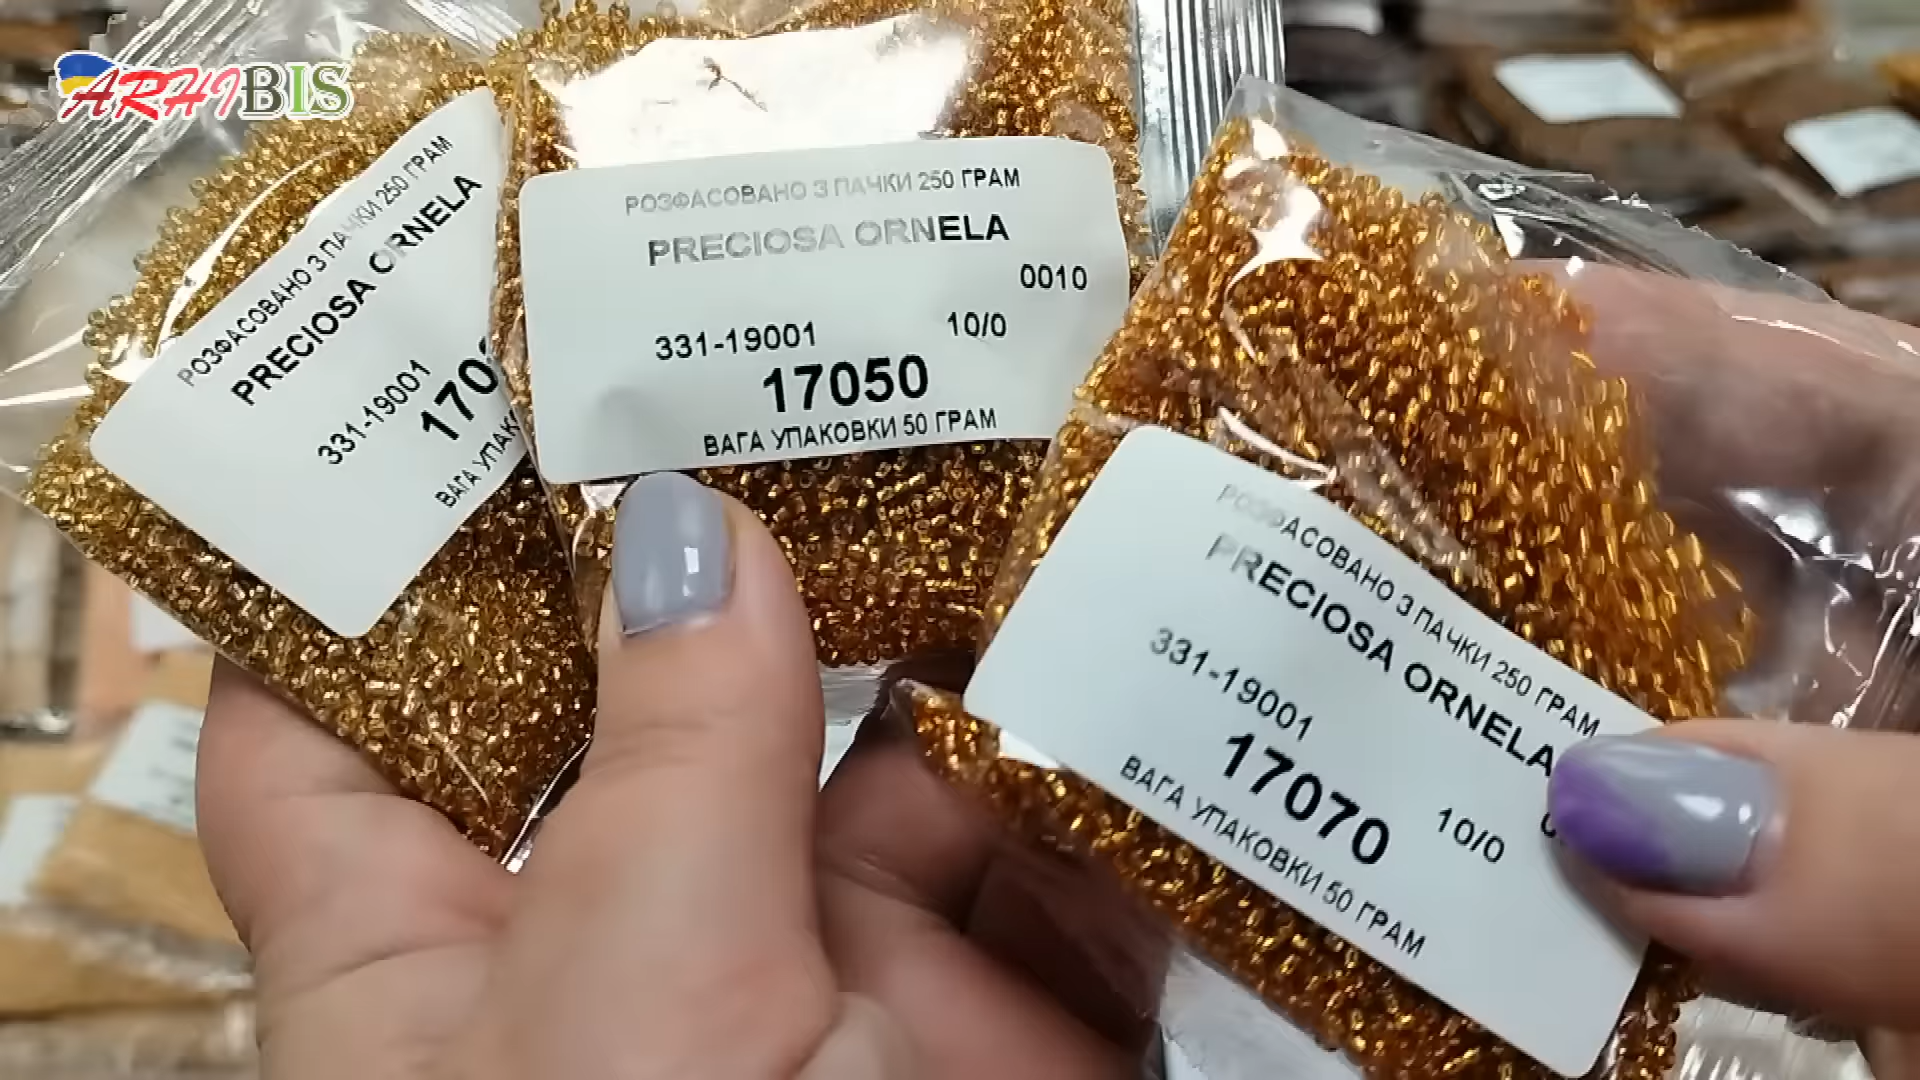 ARHIBIS
РОЗФАСОВАНО З ПАЧКИ 250 ГРАМ
PRECIOSA ORNELA
331-19001
ВАГА
РОЗФАСОВАНО З ПАЧКИ 250 ГРАМ
PRECIOSA ORNELA
0010
331-19001 10/0
17050
ВАГА УПАКОВКИ 50 ГРАМ
РОЗФАСОВАНО З ПАЧКИ 250 ГРАМ
PRECIOSA ORNELA
331-19001 10/0
17070
ВАГА УПАКОВКИ 50 ГРАМ